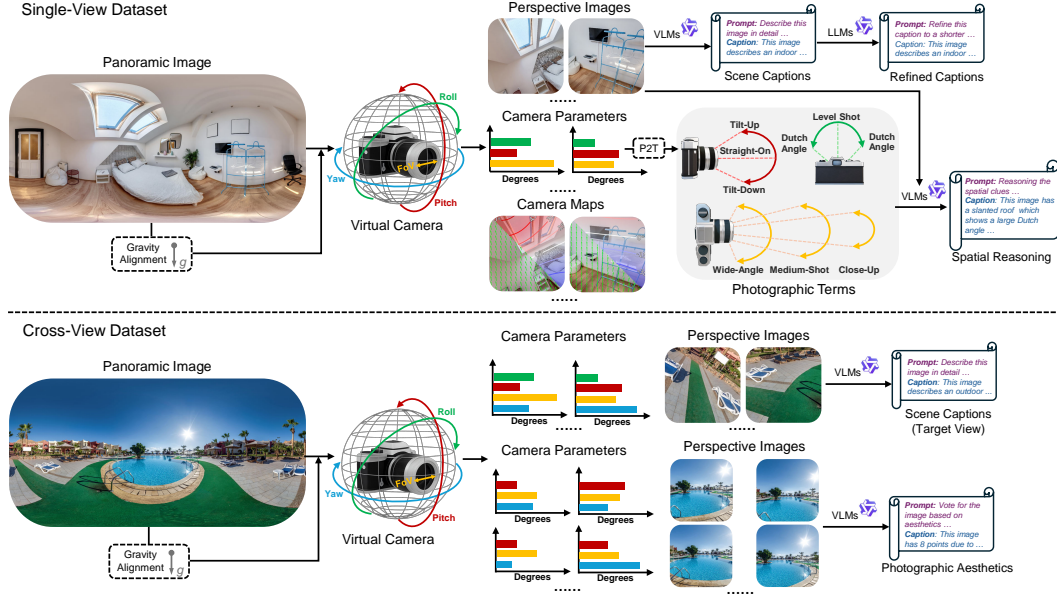 Single-View Dataset
Panoramic Image
Gravity
Alignment
g
Roll
FoV
Yaw
Pitch
Virtual Camera
Perspective Images
......
Camera Parameters
Degrees
Degrees
Camera Maps
......
VLMs
Prompt: Describe this
image in detail …
Caption: This image
describes an indoor …
Scene Captions
LLMs
Prompt: Refine this
caption to a shorter …
Caption: This image
describes an indoor …
Refined Captions
P2T
Tilt-Up
Straight-On
Tilt-Down
Level Shot
Dutch
Angle
Dutch
Angle
Wide-Angle
Medium-Shot
Close-Up
Photographic Terms
VLMs
Prompt: Reasoning the
spatial clues …
Caption: This image has
a slanted roof which
shows a large Dutch
angle …
Spatial Reasoning
Cross-View Dataset
Panoramic Image
Gravity
Alignment
g
Roll
FoV
Yaw
Pitch
Virtual Camera
Camera Parameters
Degrees
Degrees
Perspective Images
......
VLMs
Prompt: Describe this
image in detail …
Caption: This image
describes an outdoor ...
Scene Captions
(Target View)
Camera Parameters
Degrees
Degrees
Degrees
Degrees
......
Perspective Images
......
VLMs
Prompt: Vote for the
image based on
aesthetics …
Caption: This image
has 8 points due to …
Photographic Aesthetics